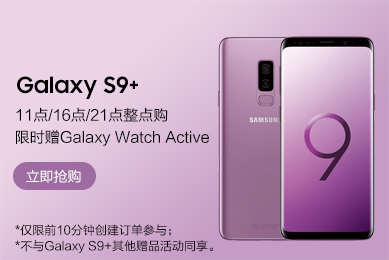 Galaxy S9+
11点/16点/21点整点购
限时赠Galaxy Watch Active
立即抢购
*仅限前10分钟创建订单参与；
*不与Galaxy S9+其他赠品活动同享。
SAMSUNG
9